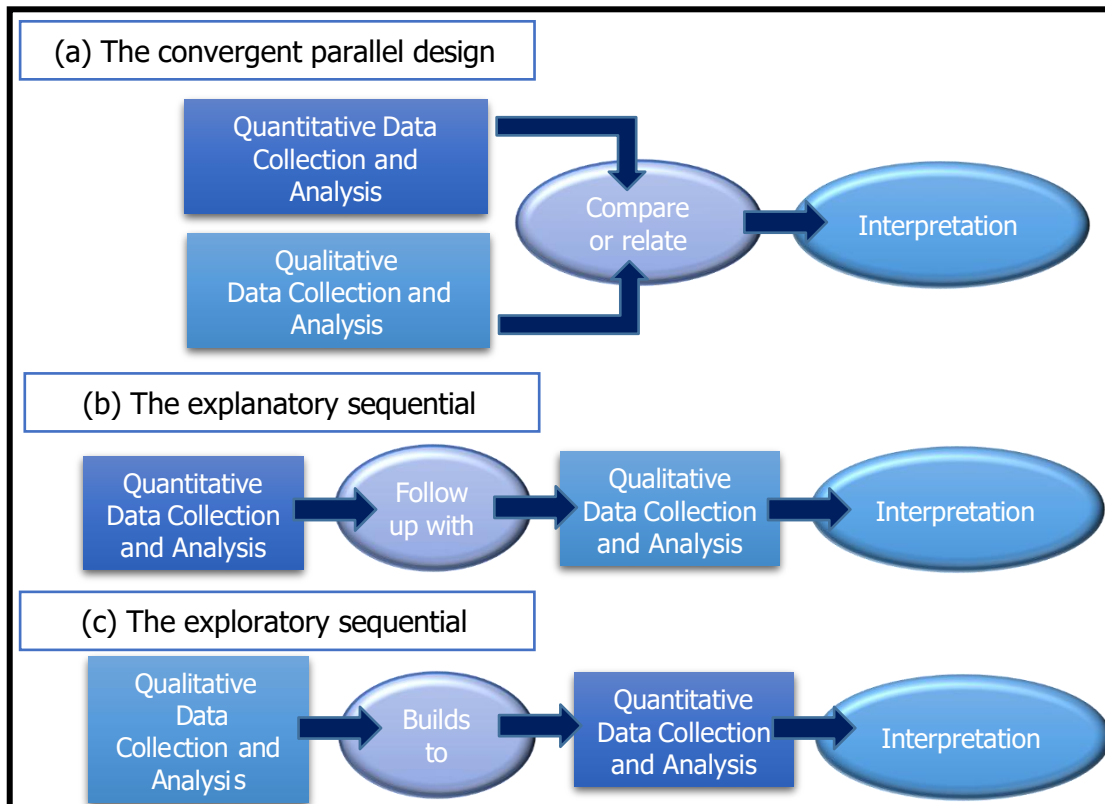 (a) The convergent parallel design
Quantitative Data
Collection and
Analysis
Qualitative
Data Collection and
Analysis
Compare
or relate
Interpretation
(b) The explanatory sequential
Quantitative
Data Collection
and Analysis
Follow
up with
Qualitative
Data Collection
and Analysis
Interpretation
(c) The exploratory sequential
Qualitative
Data
Collection and
Analysis
Builds
to
Quantitative
Data Collection
and Analysis
Interpretation